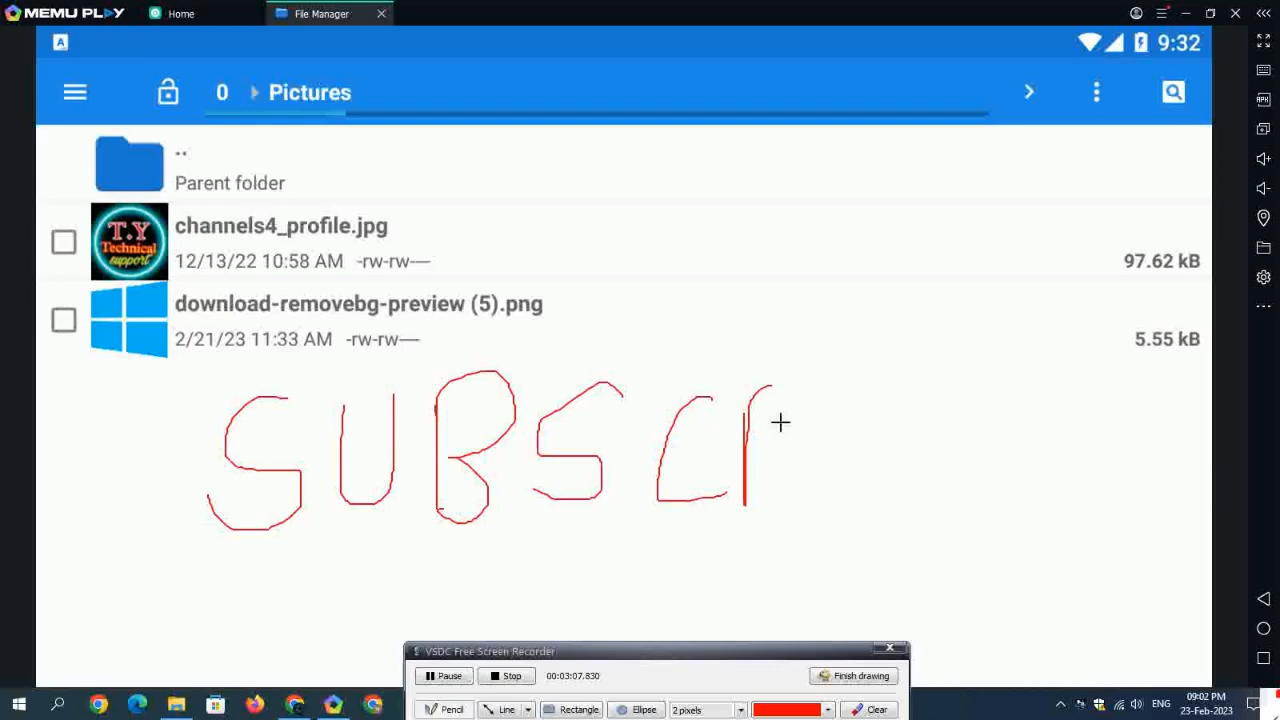 MEMU PLAY Home File Manager
A 9:32
0 Pictures
..
Parent folder
T.Y Technical support
channels4_profile.jpg
12/13/22 10:58 AM -rw-rw----
97.62 kB
download-removebg-preview (5).png
2/21/23 11:33 AM -rw-rw----
5.55 kB
SUBSCR
VSDC Free Screen Recorder
Pause Stop 00:03:07.830 Finish drawing
Pencil Line Rectangle Ellipse 2 pixels Clear
ENG 09:02 PM
23-Feb-2023
APK